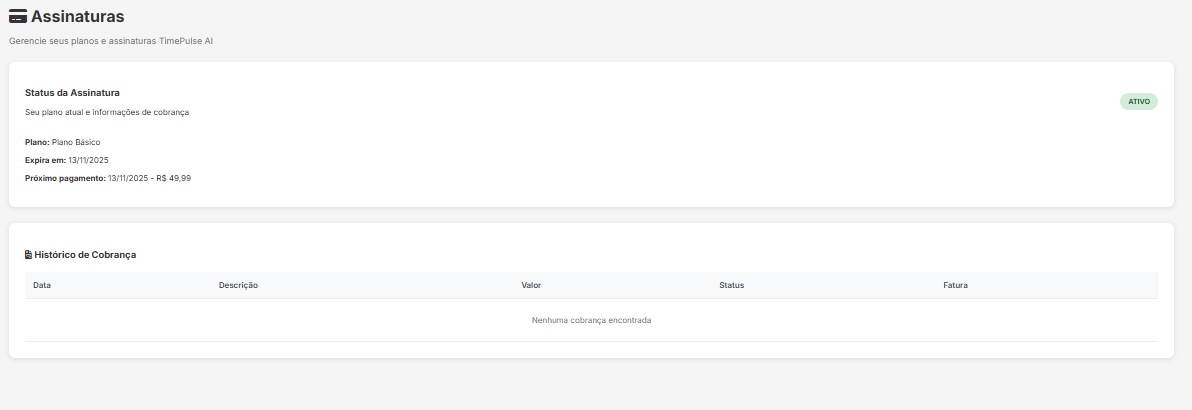 Assinaturas
Gerencie seus planos e assinaturas TimePulse AI
Status da Assinatura
ATIVO
Seu plano atual e informações de cobrança
Plano: Plano Básico
Expira em: 13/11/2025
Próximo pagamento: 13/11/2025 - R$ 49,99
Histórico de Cobrança
Data Descrição Valor Status Fatura
Nenhuma cobrança encontrada